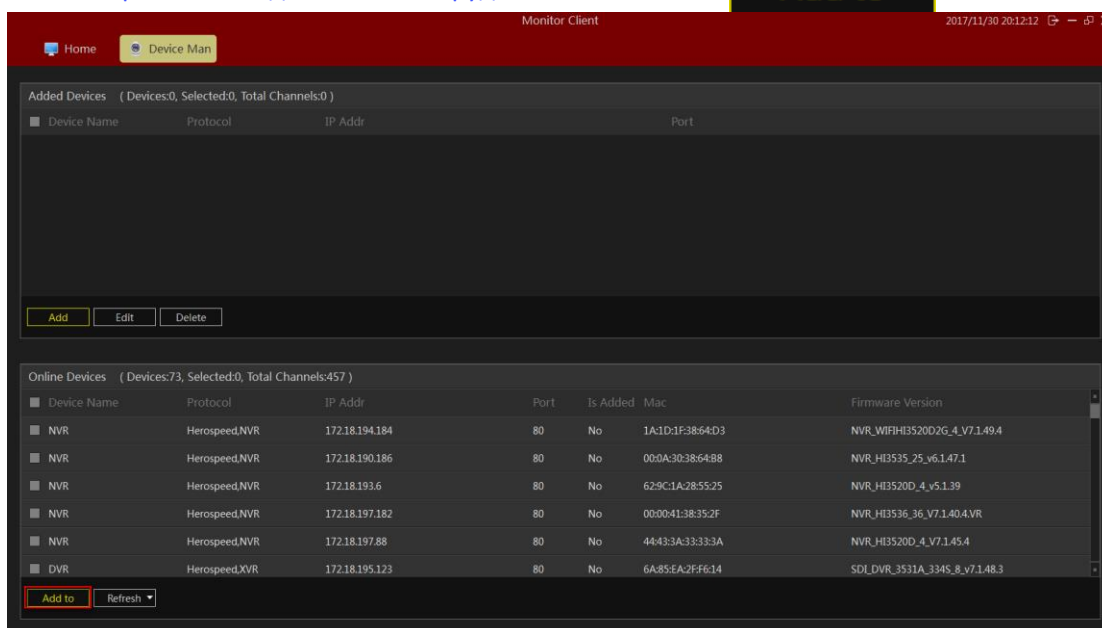 Monitor Client 2017/11/30 20:12:12
Home Device Man
Added Devices ( Devices:0, Selected:0, Total Channels:0 )
Device Name Protocol IP Addr Port
Add Edit Delete
Online Devices ( Devices:73, Selected:0, Total Channels:457 )
Device Name Protocol IP Addr Port Is Added Mac Firmware Version
NVR Herospeed,NVR 172.18.194.184 80 No 1A:1D:1F:38:64:D3 NVR_WIFIHI3520D2G_4_V7.1.49.4
NVR Herospeed,NVR 172.18.190.186 80 No 00:0A:30:38:64:B8 NVR_HI3535_25_v6.1.47.1
NVR Herospeed,NVR 172.18.193.6 80 No 62:9C:1A:28:55:25 NVR_HI3520D_4_v5.1.39
NVR Herospeed,NVR 172.18.197.182 80 No 00:00:41:38:35:2F NVR_HI3536_36_V7.1.40.4.VR
NVR Herospeed,NVR 172.18.197.88 80 No 44:43:3A:33:33:3A NVR_HI3520D_4_V7.1.45.4
DVR Herospeed,XVR 172.18.195.123 80 No 6A:85:EA:2F:F6:14 SDI_DVR_3531A_334S_8_v7.1.48.3
Add to Refresh